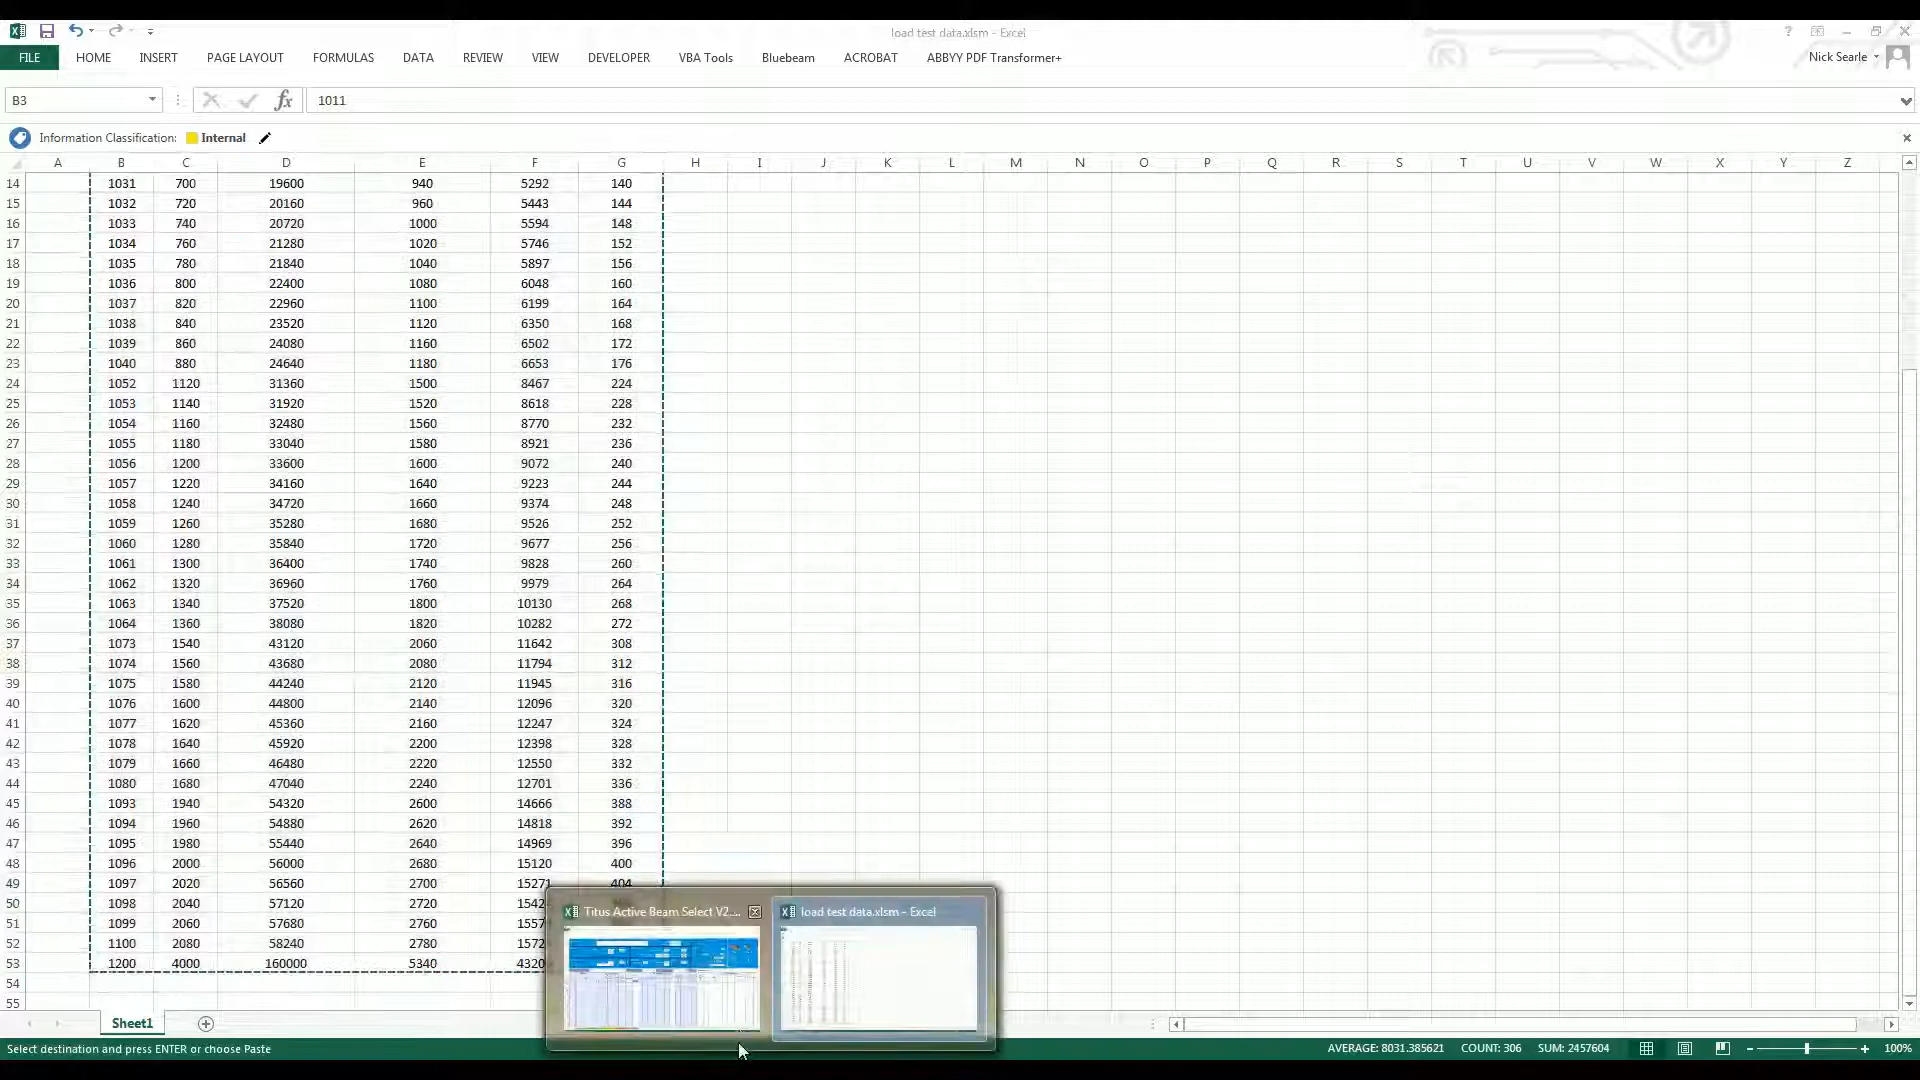 load test data.xlsm - Excel
FILE HOME INSERT PAGE LAYOUT FORMULAS DATA REVIEW VIEW DEVELOPER VBA Tools Bluebeam ACROBAT ABBYY PDF Transformer+ Nick Searle
B3 fx 1011
Information Classification: Internal
A B C D E F G H I J K L M N O P Q R S T U V W X Y Z
14 1031 700 19600 940 5292 140
15 1032 720 20160 960 5443 144
16 1033 740 20720 1000 5594 148
17 1034 760 21280 1020 5746 152
18 1035 780 21840 1040 5897 156
19 1036 800 22400 1080 6048 160
20 1037 820 22960 1100 6199 164
21 1038 840 23520 1120 6350 168
22 1039 860 24080 1160 6502 172
23 1040 880 24640 1180 6653 176
24 1052 1120 31360 1500 8467 224
25 1053 1140 31920 1520 8618 228
26 1054 1160 32480 1560 8770 232
27 1055 1180 33040 1580 8921 236
28 1056 1200 33600 1600 9072 240
29 1057 1220 34160 1640 9223 244
30 1058 1240 34720 1660 9374 248
31 1059 1260 35280 1680 9526 252
32 1060 1280 35840 1720 9677 256
33 1061 1300 36400 1740 9828 260
34 1062 1320 36960 1760 9979 264
35 1063 1340 37520 1800 10130 268
36 1064 1360 38080 1820 10282 272
37 1073 1540 43120 2060 11642 308
38 1074 1560 43680 2080 11794 312
39 1075 1580 44240 2120 11945 316
40 1076 1600 44800 2140 12096 320
41 1077 1620 45360 2160 12247 324
42 1078 1640 45920 2200 12398 328
43 1079 1660 46480 2220 12550 332
44 1080 1680 47040 2240 12701 336
45 1093 1940 54320 2600 14666 388
46 1094 1960 54880 2620 14818 392
47 1095 1980 55440 2640 14969 396
48 1096 2000 56000 2680 15120 400
49 1097 2020 56560 2700 15271 404
50 1098 2040 57120 2720 1542
51 1099 2060 57680 2760 1557
52 1100 2080 58240 2780 1572
53 1200 4000 160000 5340 4320
54
55
Titus Active Beam Select V2.... load test data.xlsm - Excel
Sheet1
Select destination and press ENTER or choose Paste AVERAGE: 8031.385621 COUNT: 306 SUM: 2457604 100%